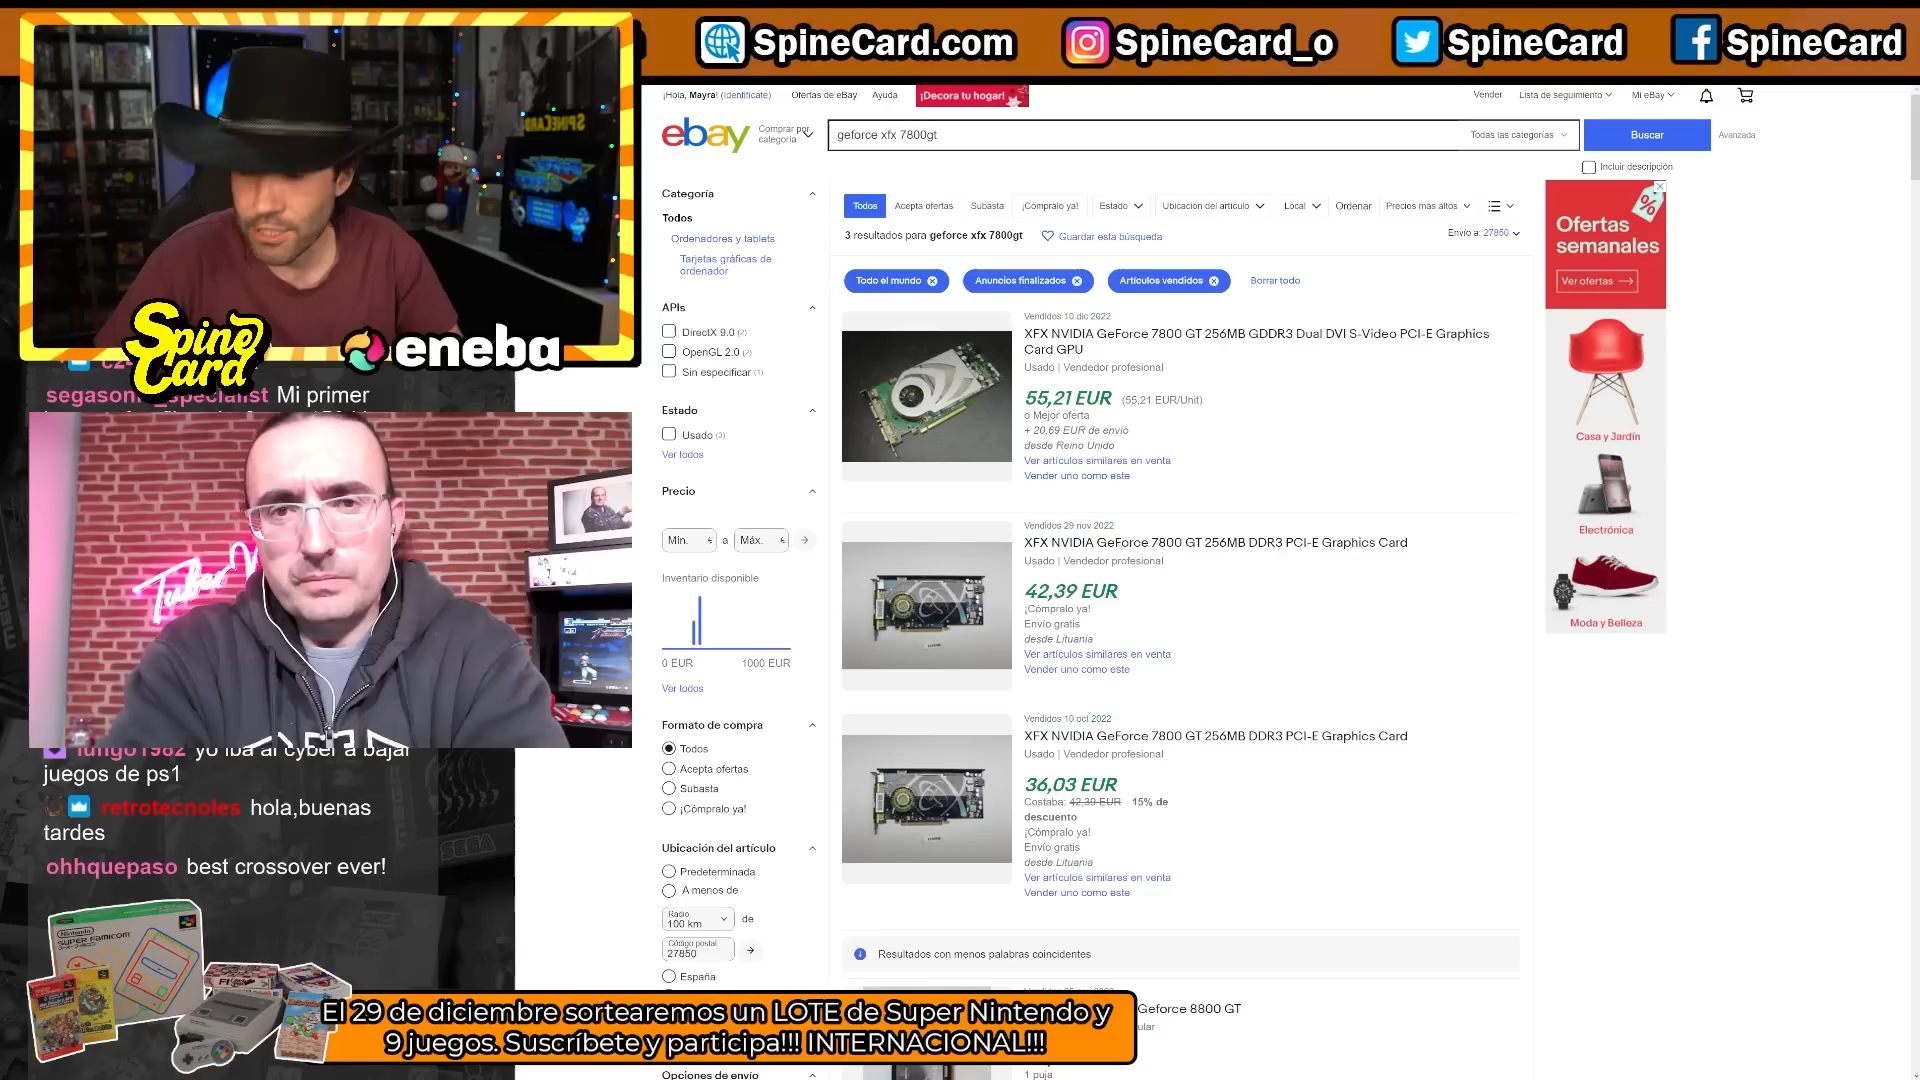 SpineCard.com
SpineCard_o
SpineCard
SpineCard
¡Hola, Mayra! (Identifícate)
Ofertas de eBay
Ayuda
¡Decora tu hogar!
Vender
Lista de seguimiento
Mi eBay
ebay
Comprar por categoría
geforce xfx 7800gt
Todas las categorías
Buscar
Avanzada
Incluir descripción
Categoría
Todos
Ordenadores y tablets
Tarjetas gráficas de
ordenador
APIs
DirectX 9.0 (2)
OpenGL 2.0 (2)
Sin especificar (1)
Estado
Usado (3)
Ver todos
Precio
Mín. € a Máx. €
Inventario disponible
0 EUR 1000 EUR
Ver todos
Formato de compra
Todos
Acepta ofertas
Subasta
¡Cómpralo ya!
Ubicación del artículo
Predeterminada
A menos de
Radio
100 km
de
Código postal
27850
España
Opciones de envío
Todos
Acepta ofertas
Subasta
¡Cómpralo ya!
Estado
Ubicación del artículo
Local
Ordenar
Precios más altos
3 resultados para geforce xfx 7800gt
Guardar esta búsqueda
Envío a: 27850
Todo el mundo
Anuncios finalizados
Artículos vendidos
Borrar todo
Vendidos 10 dic 2022
XFX NVIDIA GeForce 7800 GT 256MB GDDR3 Dual DVI S-Video PCI-E Graphics
Card GPU
Usado | Vendedor profesional
55,21 EUR (55,21 EUR/Unit)
o Mejor oferta
+ 20,69 EUR de envío
desde Reino Unido
Ver artículos similares en venta
Vender uno como este
Vendidos 29 nov 2022
XFX NVIDIA GeForce 7800 GT 256MB DDR3 PCI-E Graphics Card
Usado | Vendedor profesional
42,39 EUR
¡Cómpralo ya!
Envío gratis
desde Lituania
Ver artículos similares en venta
Vender uno como este
Vendidos 10 oct 2022
XFX NVIDIA GeForce 7800 GT 256MB DDR3 PCI-E Graphics Card
Usado | Vendedor profesional
36,03 EUR
Costaba: 42,39 EUR 15% de
descuento
¡Cómpralo ya!
Envío gratis
desde Lituania
Ver artículos similares en venta
Vender uno como este
Resultados con menos palabras coincidentes
Geforce 8800 GT
1 puja
Ofertas
semanales
Ver ofertas
Casa y Jardín
Electrónica
Moda y Belleza
SPINECARD
Spine
Card
eneba
Mi primer
yo iba al cyber a bajar
juegos de ps1
retrotecnoles hola,buenas
tardes
ohhquepaso best crossover ever!
SEGA
Nintendo
SUPER FAMICOM
El 29 de diciembre sortearemos un LOTE de Super Nintendo y
9 juegos. Suscríbete y participa!!! INTERNACIONAL!!!